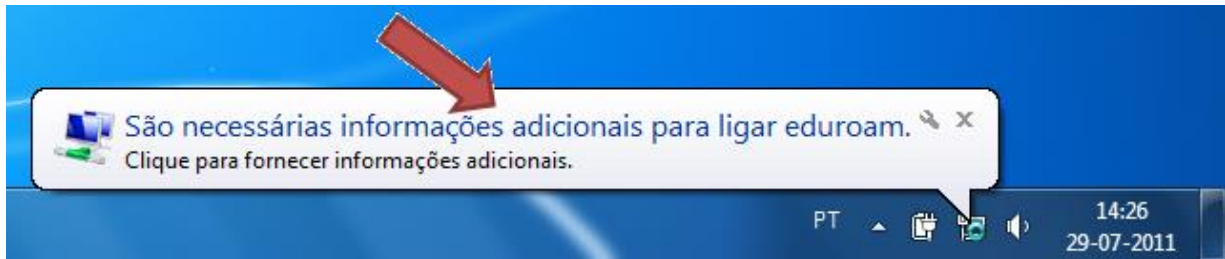 São necessárias informações adicionais para ligar eduroam.
Clique para fornecer informações adicionais.
PT
14:26
29-07-2011